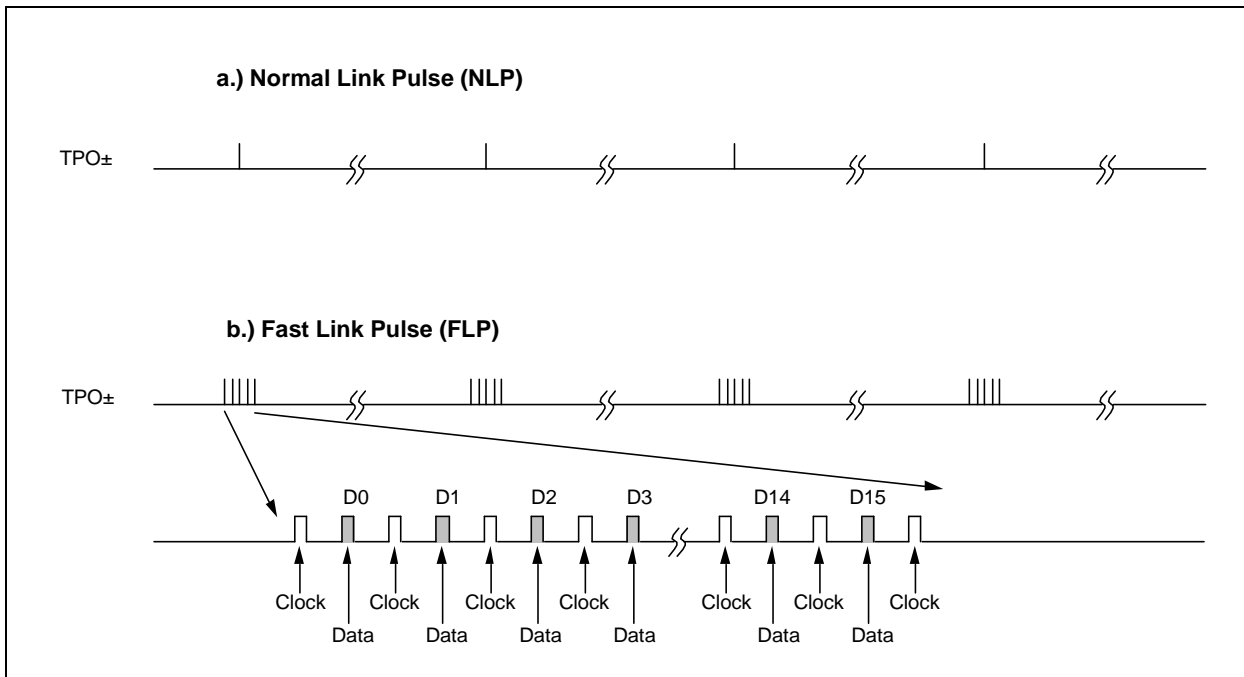 a.) Normal Link Pulse (NLP)
TPO±
b.) Fast Link Pulse (FLP)
TPO±
D0 D1 D2 D3 D14 D15
Clock Clock Clock Clock Clock Clock Clock
Data Data Data Data Data Data